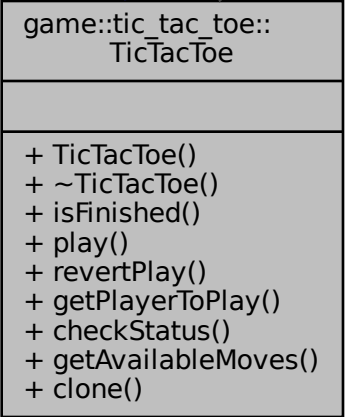 game::tic_tac_toe::
TicTacToe
+ TicTacToe()
+ ~TicTacToe()
+ isFinished()
+ play()
+ revertPlay()
+ getPlayerToPlay()
+ checkStatus()
+ getAvailableMoves()
+ clone()